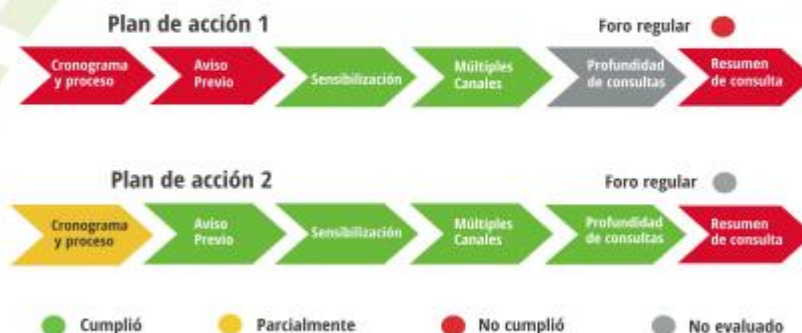 Plan de acción 1
Foro regular
Cronograma
y proceso
Aviso
Previo
Sensibilización
Múltiples
Canales
Profundidad
de consultas
Resumen
de consulta
Plan de acción 2
Foro regular
Cronograma
y proceso
Aviso
Previo
Sensibilización
Múltiples
Canales
Profundidad
de consultas
Resumen
de consulta
Cumplió
Parcialmente
No cumplió
No evaluado